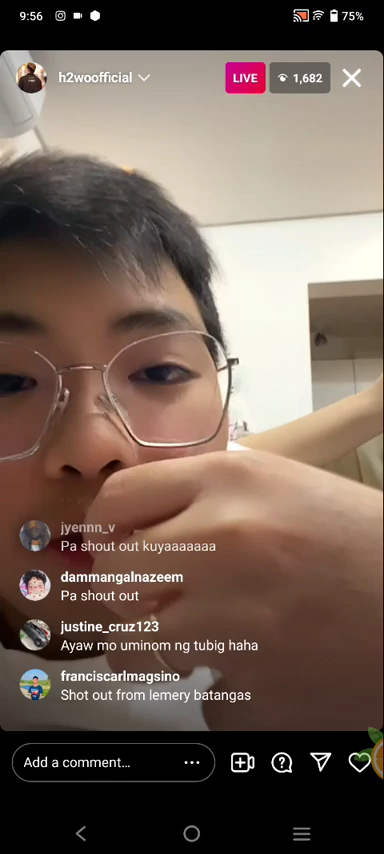 9:56
75%
h2woofficial
LIVE
1,682
jyennn_v
Pa shout out kuyaaaaaaa
dammangalnazeem
Pa shout out
justine_cruz123
Ayaw mo uminom ng tubig haha
franciscarlmagsino
Shot out from lemery batangas
Add a comment...